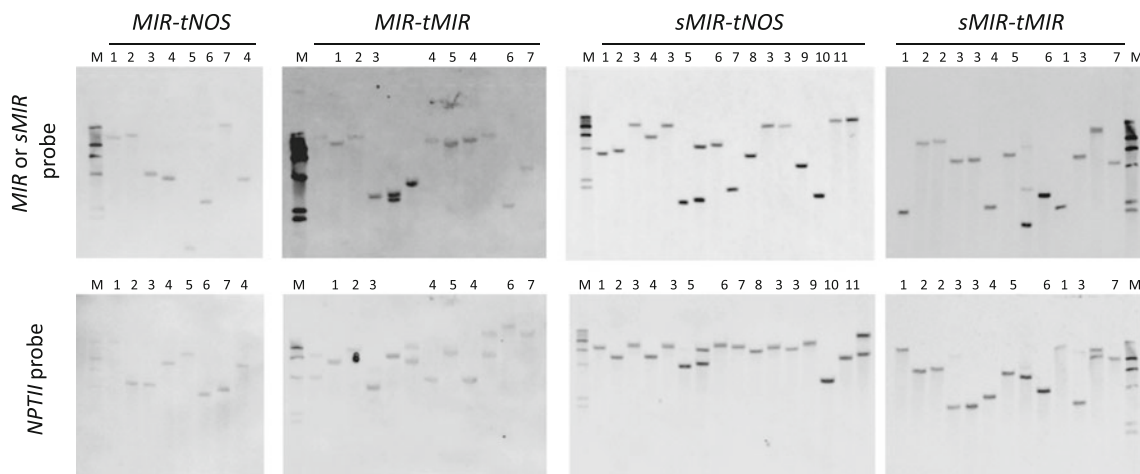 MIR-tNOS MIR-tMIR sMIR-tNOS sMIR-tMIR
M 1 2 3 4 5 6 7 4
M 1 2 3 4 5 4 6 7
M 1 2 3 4 3 5 6 7 8 3 3 9 10 11
1 2 2 3 3 4 5 6 1 3 7 M
MIR or sMIR
probe
M 1 2 3 4 5 6 7 4
M 1 2 3 4 5 4 6 7
M 1 2 3 4 3 5 6 7 8 3 3 9 10 11
1 2 2 3 3 4 5 6 1 3 7 M
NPTII probe